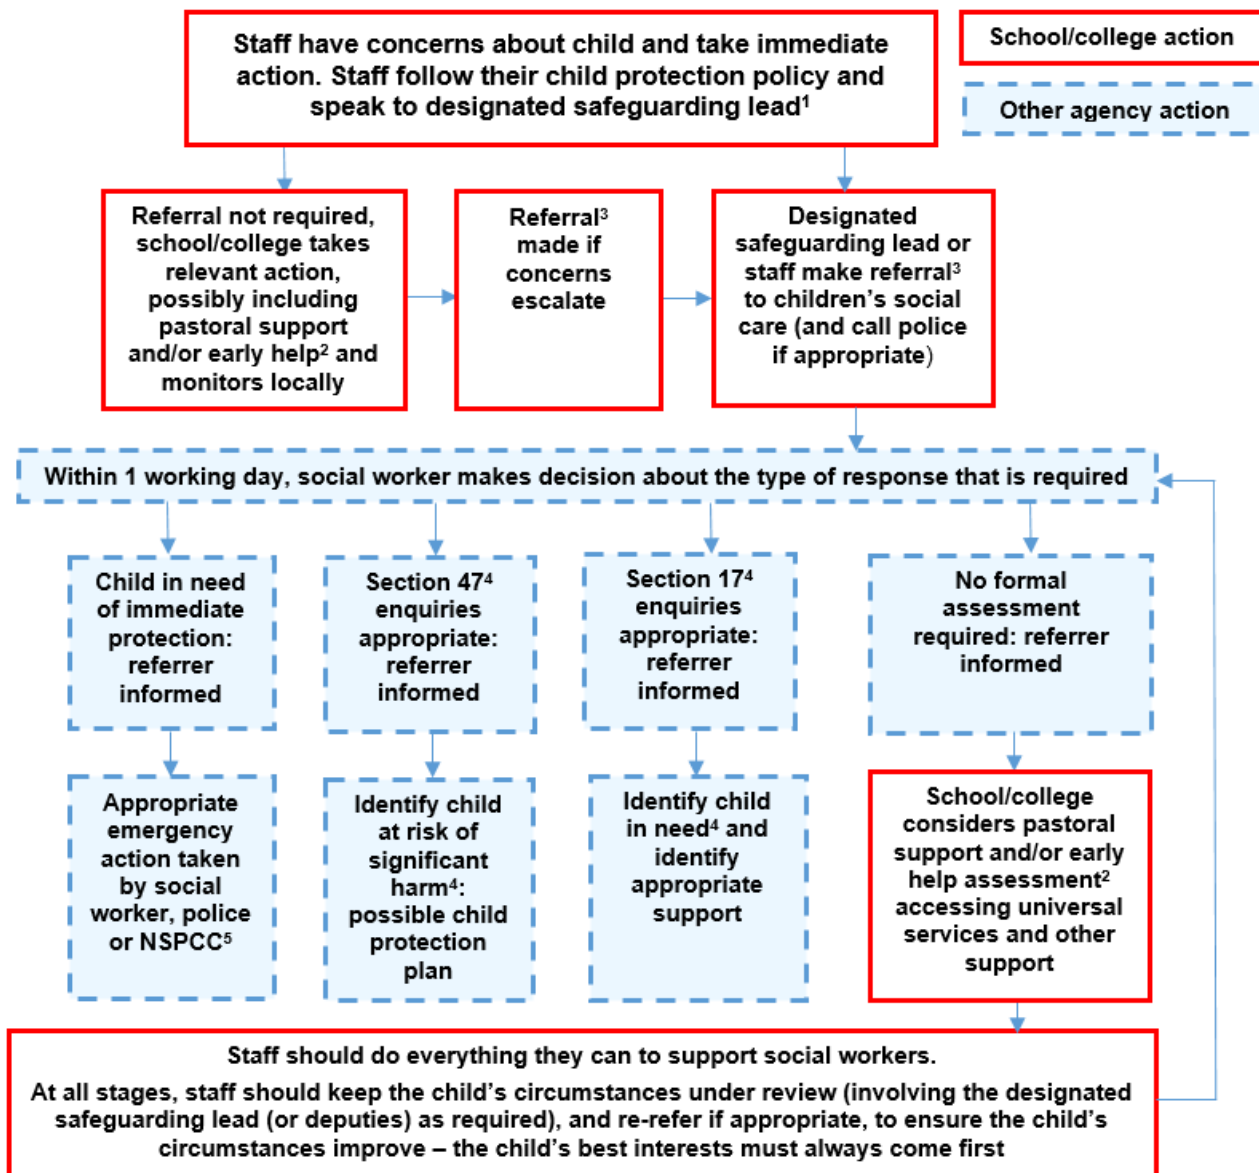 Staff have concerns about child and take immediate
action. Staff follow their child protection policy and
speak to designated safeguarding lead¹
School/college action
Other agency action
Referral not required,
school/college takes
relevant action,
possibly including
pastoral support
and/or early help² and
monitors locally
Referral³
made if
concerns
escalate
Designated
safeguarding lead or
staff make referral³
to children’s social
care (and call police
if appropriate)
Within 1 working day, social worker makes decision about the type of response that is required
Child in need
of immediate
protection:
referrer
informed
Section 47⁴
enquiries
appropriate:
referrer
informed
Section 17⁴
enquiries
appropriate:
referrer
informed
No formal
assessment
required: referrer
informed
Appropriate
emergency
action taken
by social
worker, police
or NSPCC⁵
Identify child
at risk of
significant
harm⁴:
possible child
protection
plan
Identify child
in need⁴ and
identify
appropriate
support
School/college
considers pastoral
support and/or early
help assessment²
accessing universal
services and other
support
Staff should do everything they can to support social workers.
At all stages, staff should keep the child’s circumstances under review (involving the designated
safeguarding lead (or deputies) as required), and re-refer if appropriate, to ensure the child’s
circumstances improve – the child’s best interests must always come first